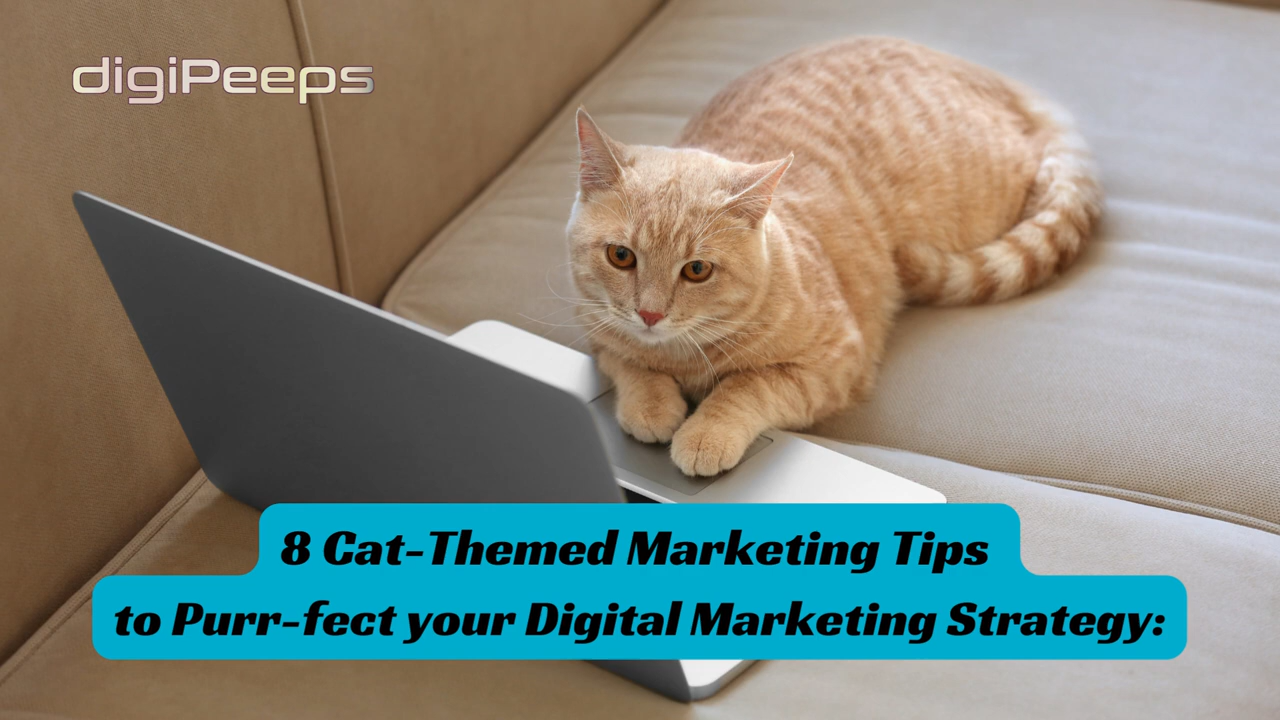 digiPeeps
8 Cat-Themed Marketing Tips
to Purr-fect your Digital Marketing Strategy: